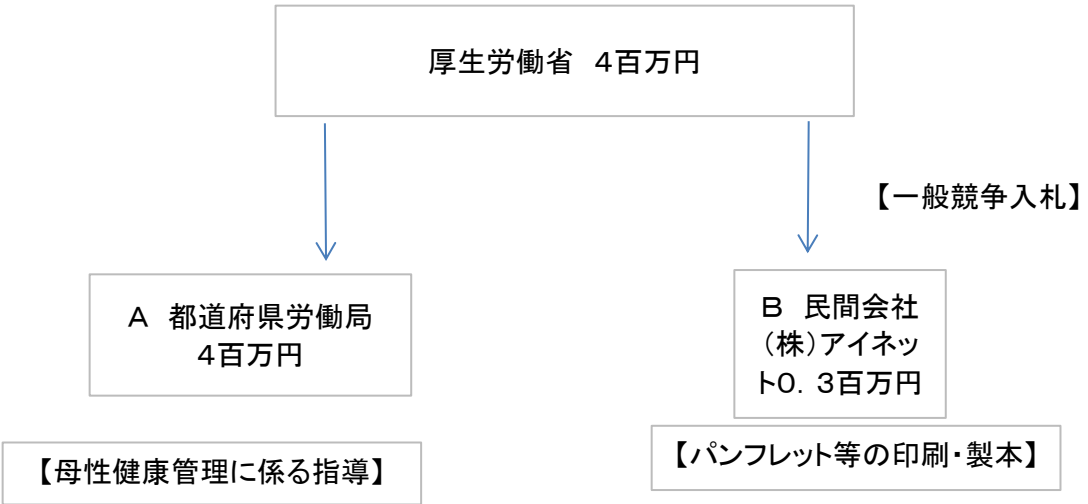 厚生労働省　４百万円
【一般競争入札】
A　都道府県労働局
４百万円
B　民間会社
（株）アイネッ
ト０．３百万円
【母性健康管理に係る指導】
【パンフレット等の印刷・製本】